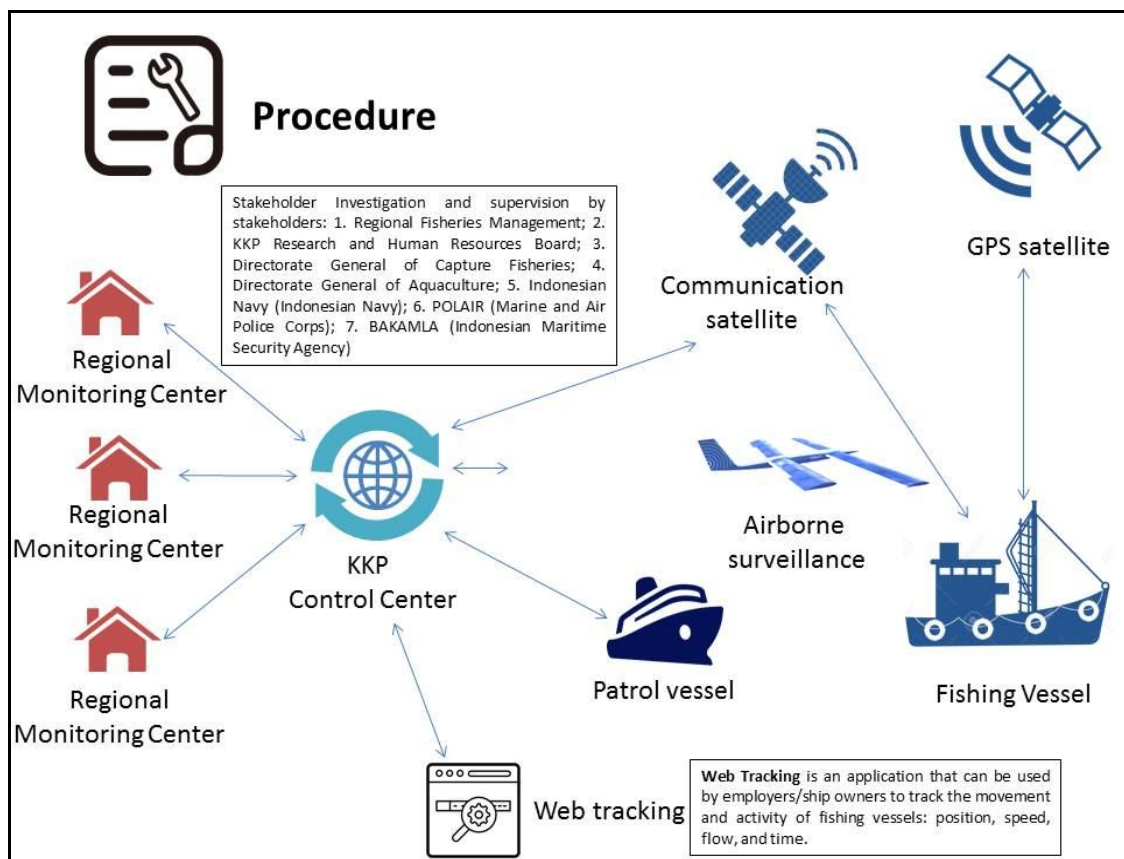 Procedure
Stakeholder Investigation and supervision by
stakeholders: 1. Regional Fisheries Management; 2.
KKP Research and Human Resources Board; 3.
Directorate General of Capture Fisheries; 4.
Directorate General of Aquaculture; 5. Indonesian
Navy (Indonesian Navy); 6. POLAIR (Marine and Air
Police Corps); 7. BAKAMLA (Indonesian Maritime
Security Agency)
GPS satellite
Communication
satellite
Regional
Monitoring Center
Regional
Monitoring Center
Regional
Monitoring Center
KKP
Control Center
Airborne
surveillance
Patrol vessel
Fishing Vessel
Web tracking
Web Tracking is an application that can be used
by employers/ship owners to track the movement
and activity of fishing vessels: position, speed,
flow, and time.